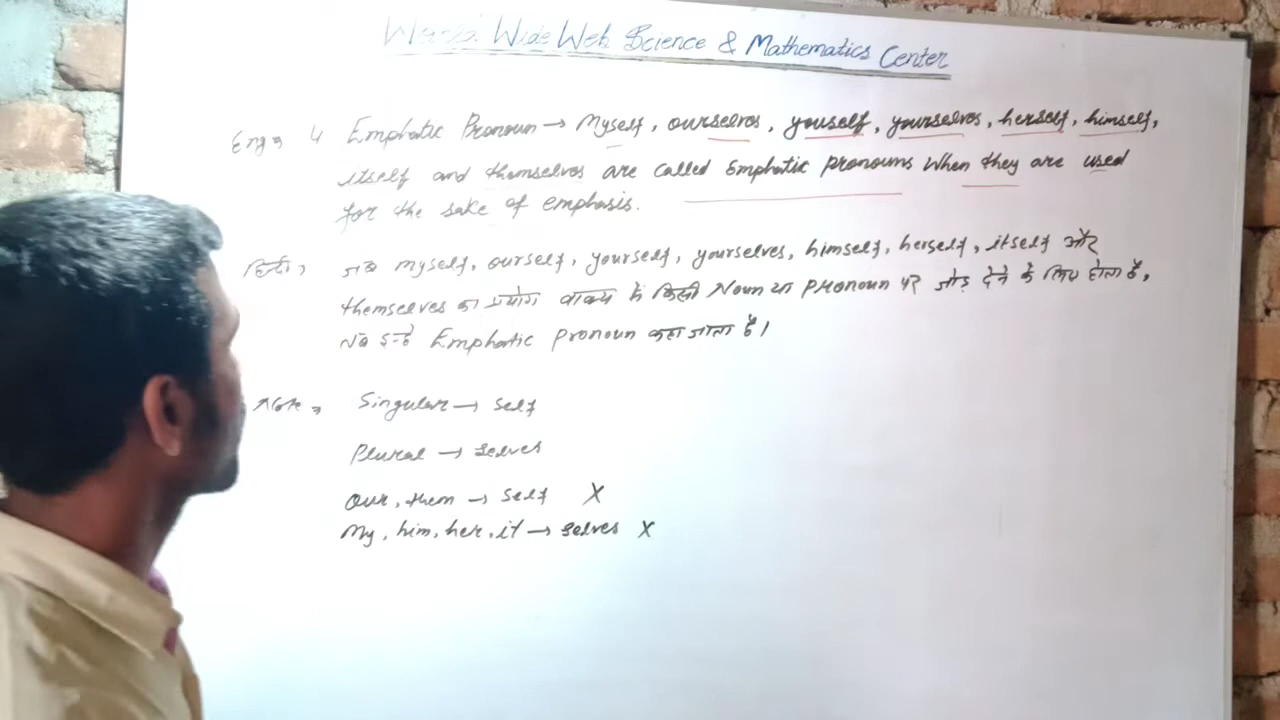 World Wide Web Science & Mathematics Center
Eng⇒ 4 Emphatic Pronoun → Myself, ourselves, youself, yourselves, herself, himself,
itself and themselves are called Emphatic pronouns when they are used
for the sake of emphasis.
हिन्दी⇒ जब myself, ourself, yourself, yourselves, himself, herself, itself और
themselves का प्रयोग वाक्य में किसी Noun या Pronoun पर जोड़ देने के लिए होता है,
तब इन्हें Emphatic Pronoun कहा जाता है।
Note⇒ Singular → self
Plural → selves
Our, them → self X
My, him, her, it → selves X